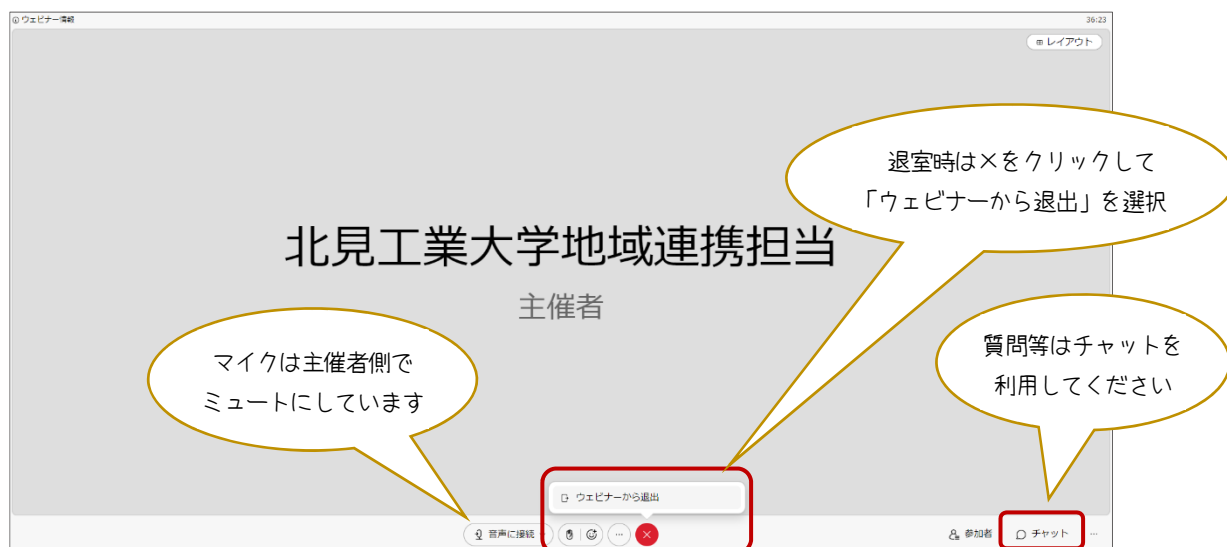 ウェビナー情報
36:23
レイアウト
退室時は×をクリックして
「ウェビナーから退出」を選択
北見工業大学地域連携担当
主催者
マイクは主催者側で
ミュートにしています
質問等はチャットを
利用してください
ウェビナーから退出
音声に接続
参加者
チャット